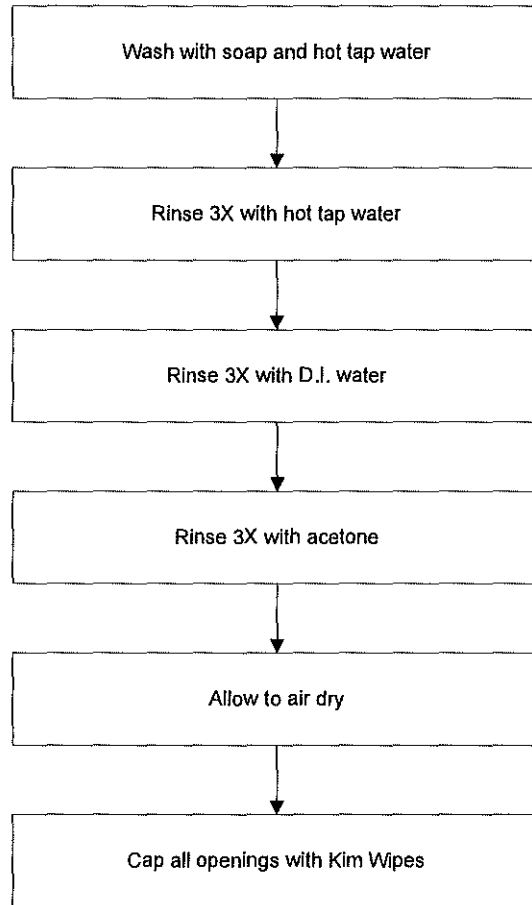 Wash with soap and hot tap water
Rinse 3X with hot tap water
Rinse 3X with D.I. water
Rinse 3X with acetone
Allow to air dry
Cap all openings with Kim Wipes